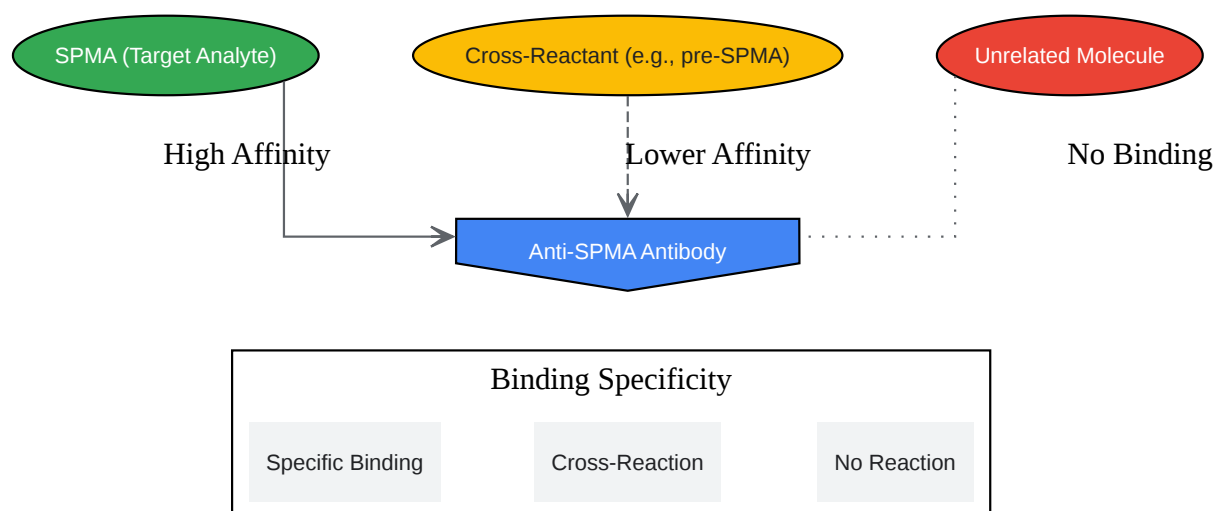 SPMA (Target Analyte)
Cross-Reactant (e.g., pre-SPMA)
Unrelated Molecule
High Affinity
Lower Affinity
No Binding
Anti-SPMA Antibody
Binding Specificity
Specific Binding
Cross-Reaction
No Reaction